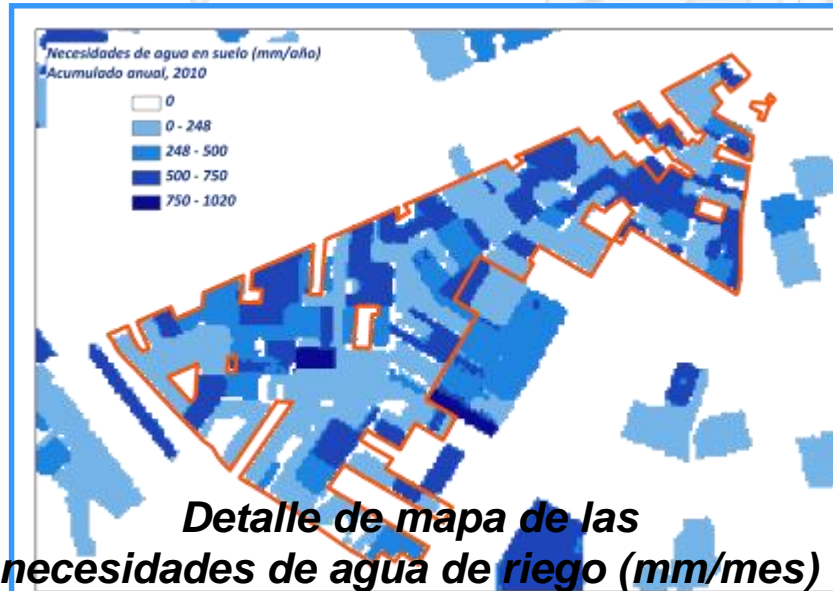 Necesidades de agua en suelo (mm/año)
Acumulado anual, 2010
0
0 - 248
248 - 500
500 - 750
750 - 1020
Detalle de mapa de las
necesidades de agua de riego (mm/mes)